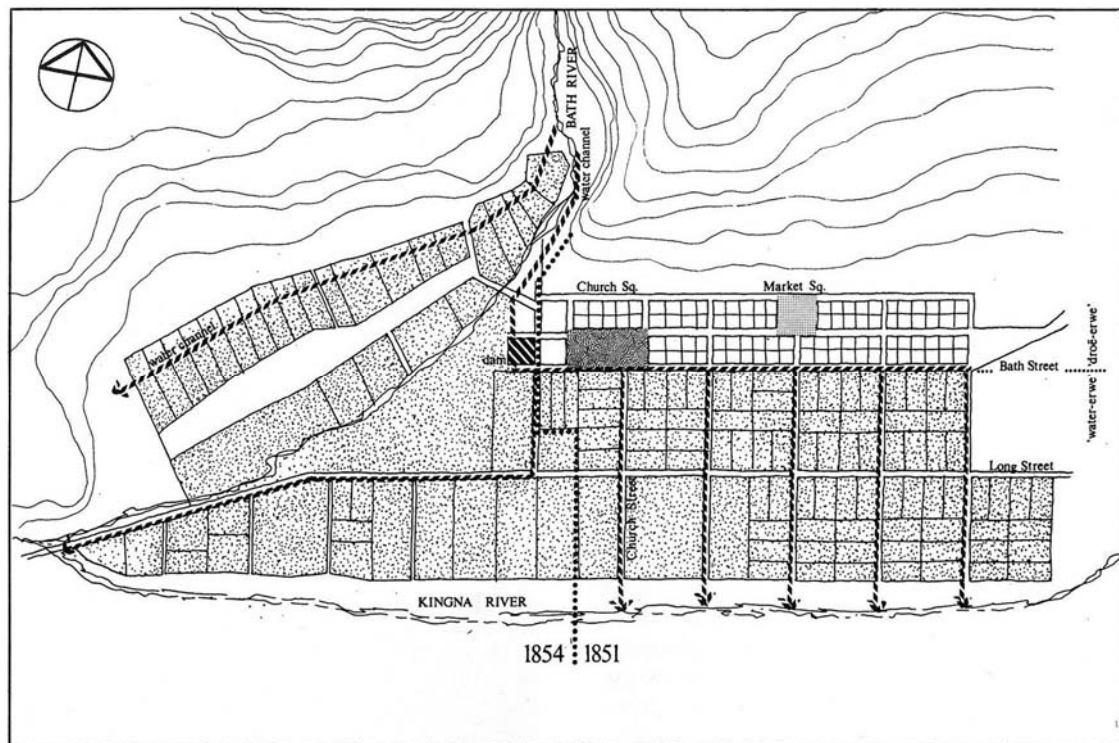 BATH RIVER
water channel
Church Sq.
Market Sq.
water channel
dam
Bath Street
'droë-erwe'
'water-erwe'
Long Street
Church Street
KINGNA RIVER
1854
1851